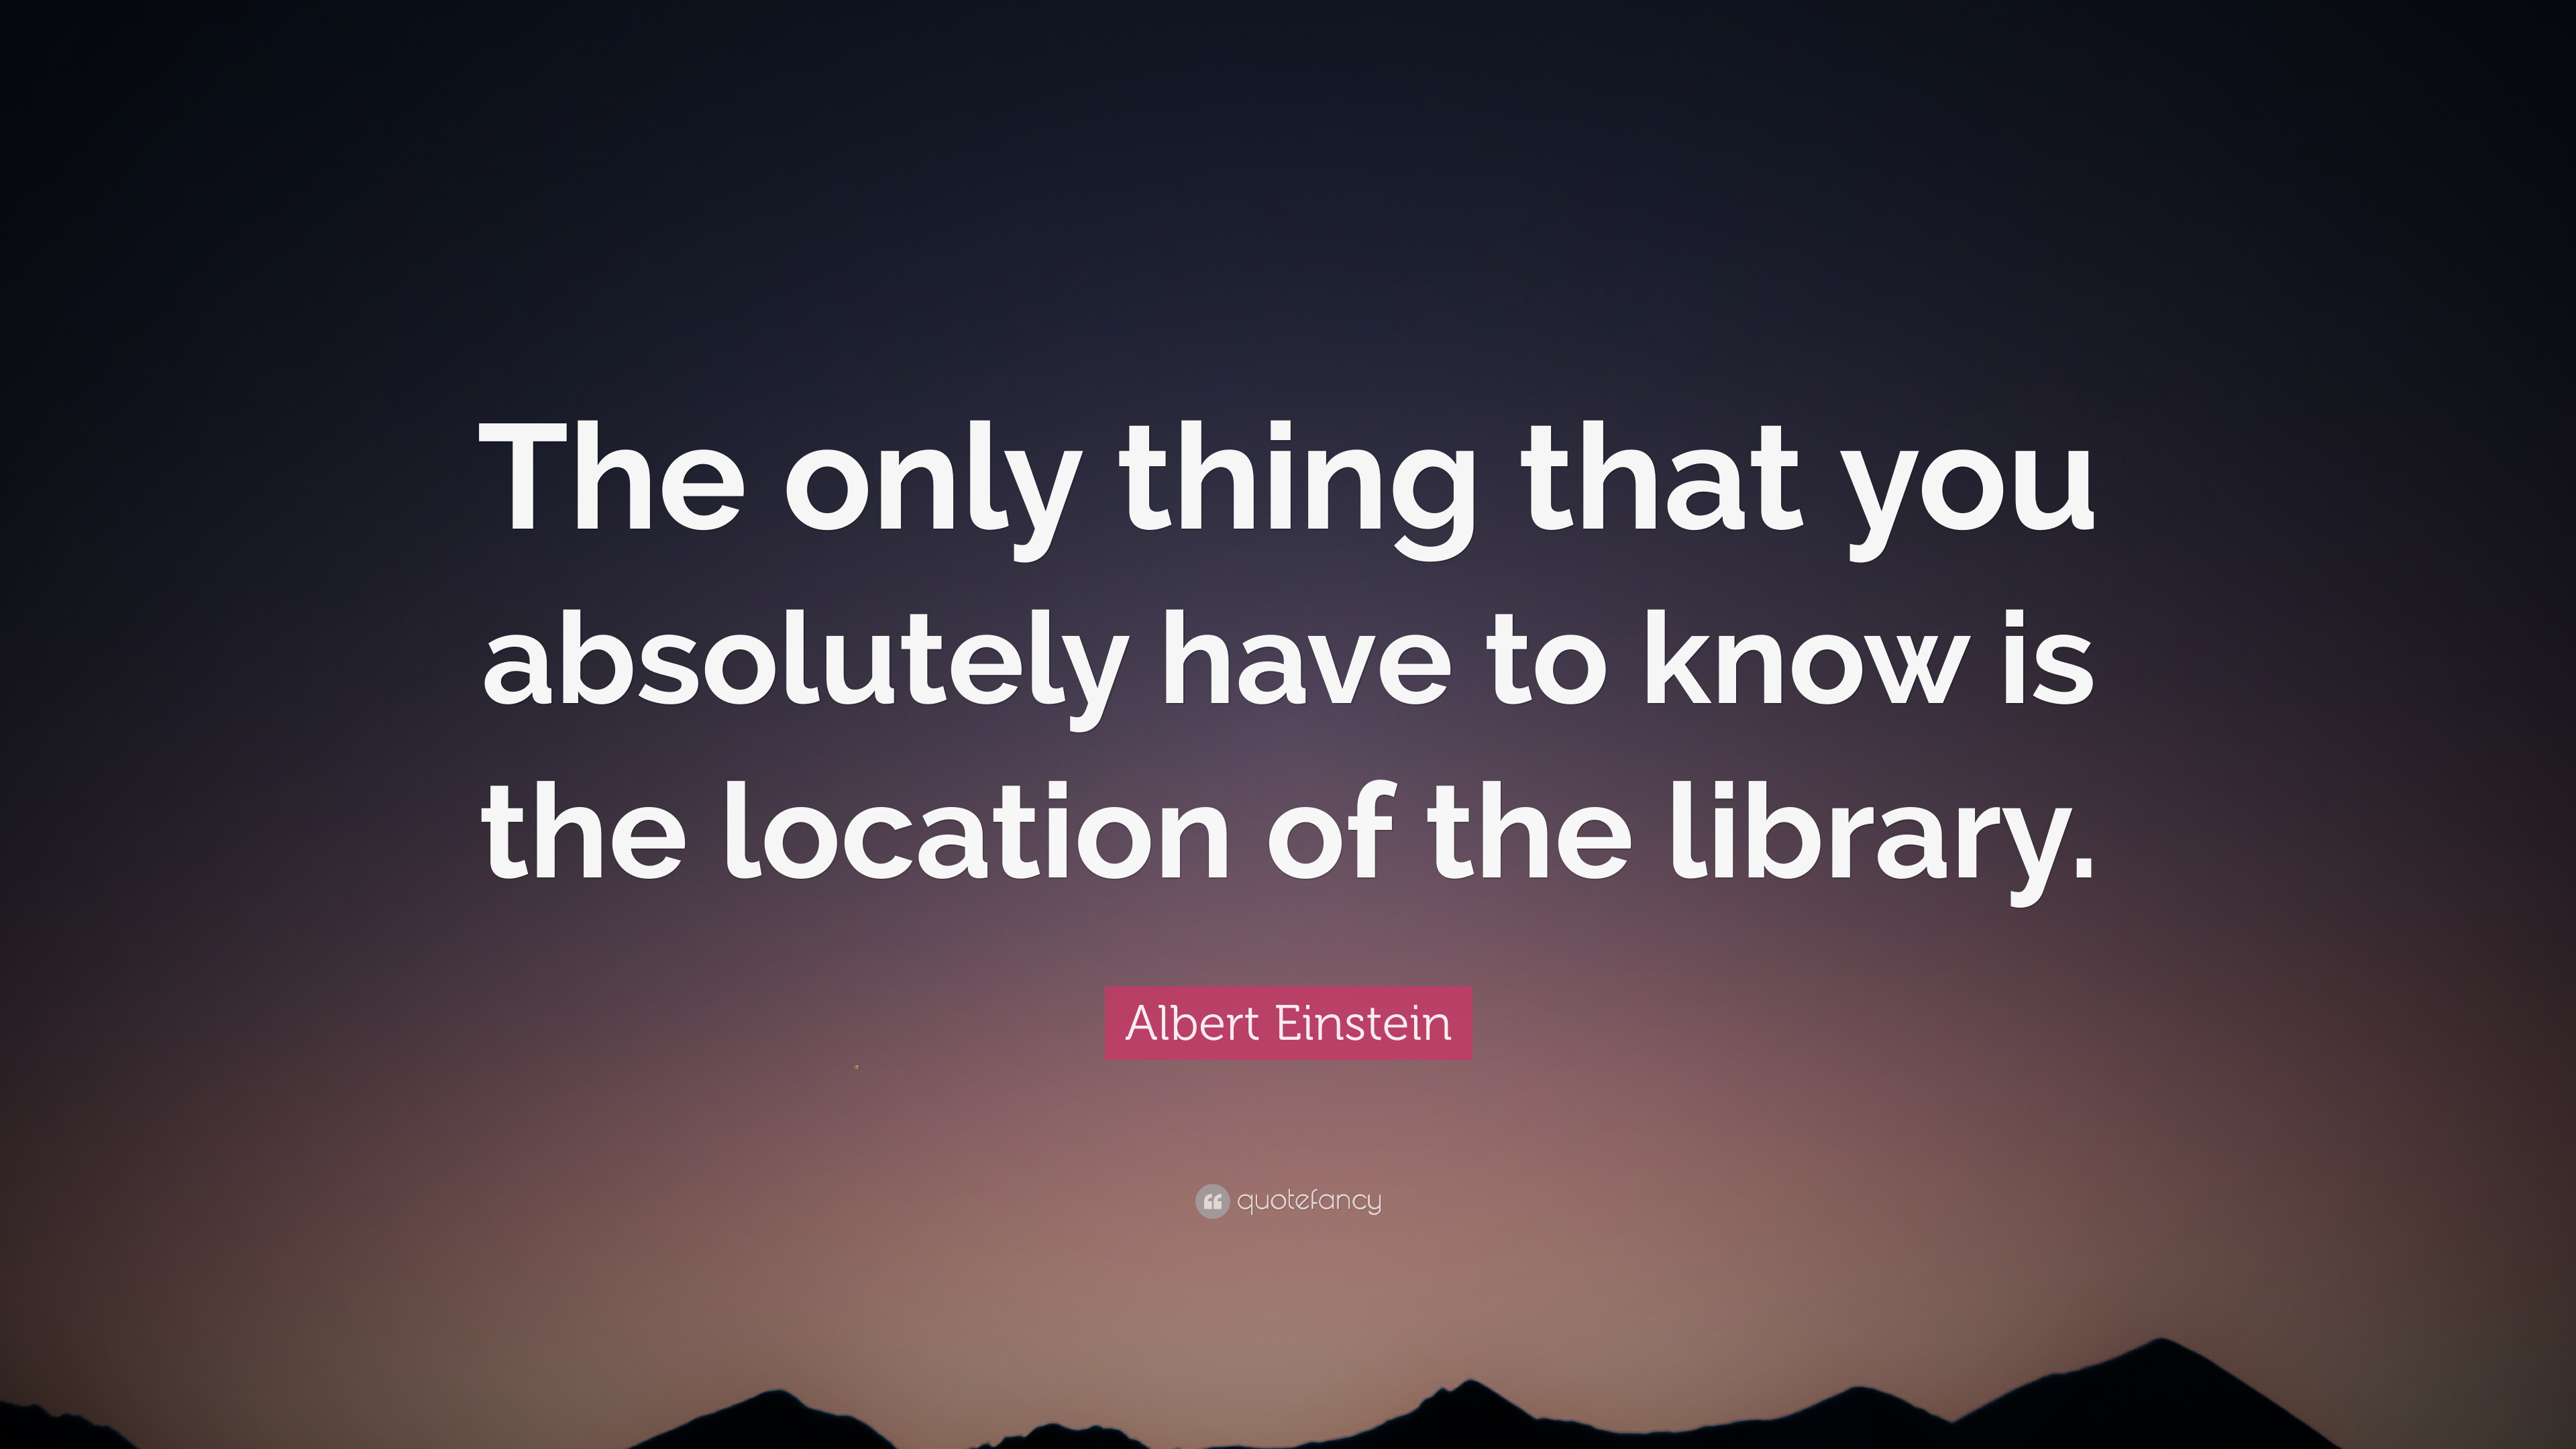 The only thing that you
absolutely have to know is
the location of the library.
Albert Einstein
quotefancy